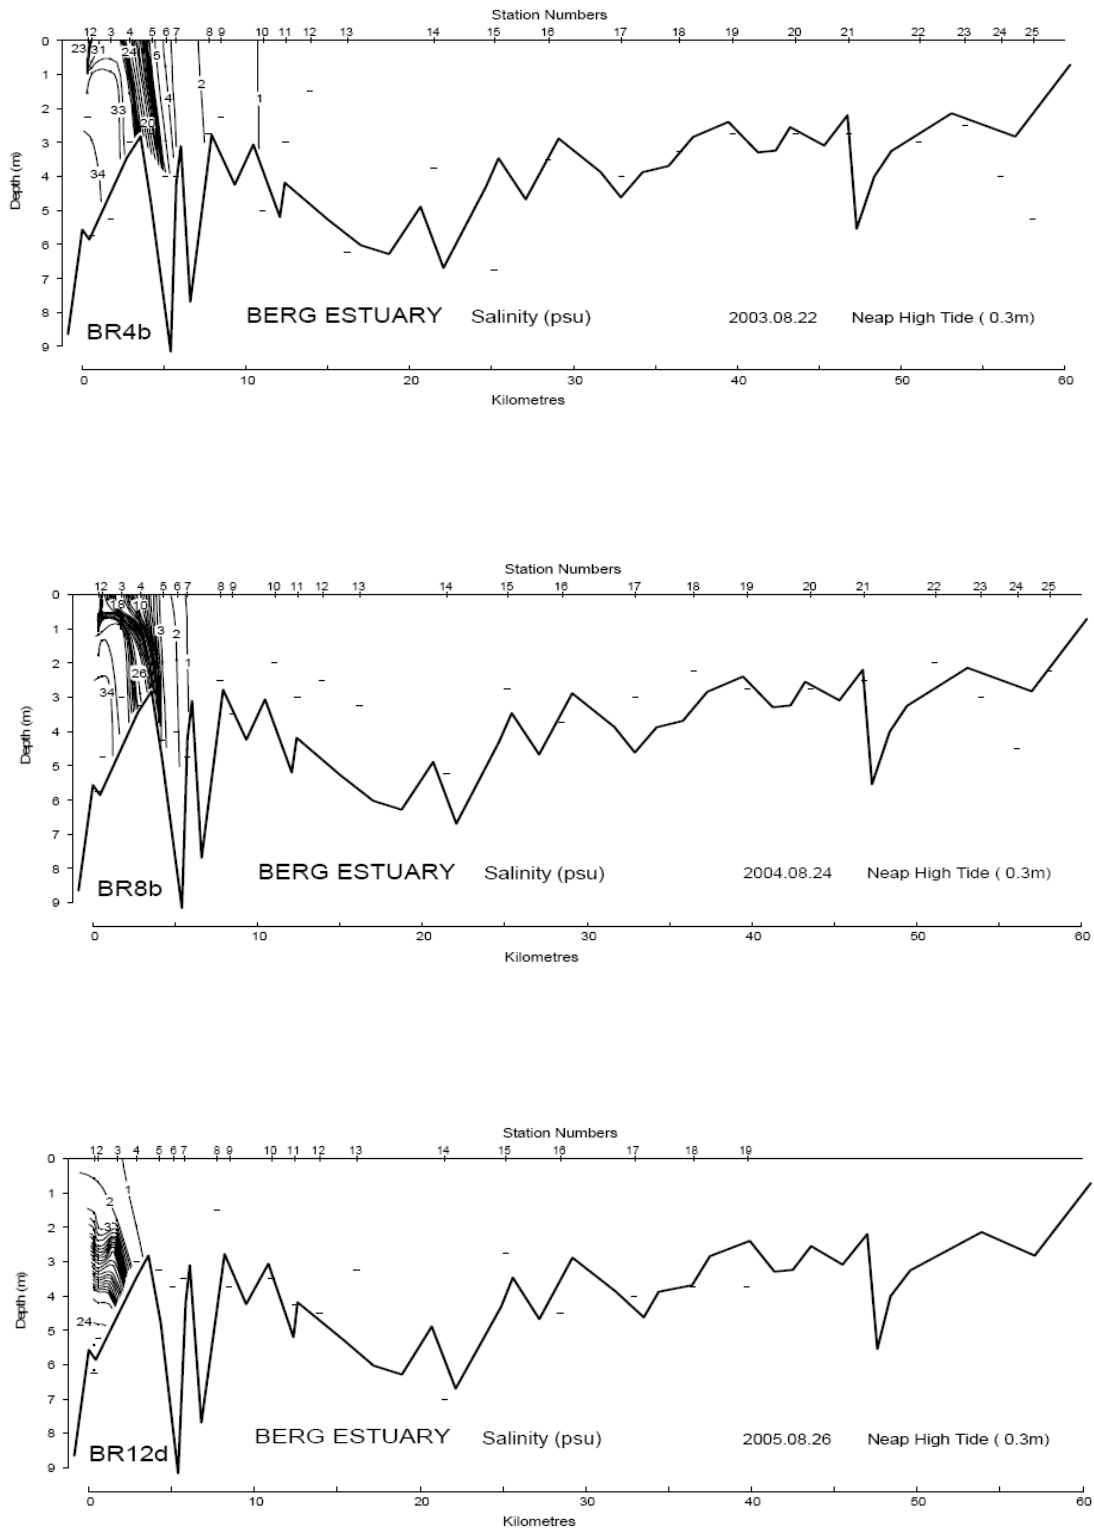 Station Numbers
12 3 4 5 6 7 8 9 10 11 12 13 14 15 16 17 18 19 20 21 22 23 24 25
0
23 31 24 5
1
4 2 1
2
33
20
3
4
34
5
6
7
8
9
Depth (m)
BR4b
BERG ESTUARY Salinity (psu) 2003.08.22 Neap High Tide ( 0.3m)
0 10 20 30 40 50 60
Kilometres
Station Numbers
12 3 4 5 6 7 8 9 10 11 12 13 14 15 16 17 18 19 20 21 22 23 24 25
0
18 10
1
3 2
2
1
26
34
3
4
5
6
7
8
9
Depth (m)
BR8b
BERG ESTUARY Salinity (psu) 2004.08.24 Neap High Tide ( 0.3m)
0 10 20 30 40 50 60
Kilometres
Station Numbers
12 3 4 5 6 7 8 9 10 11 12 13 14 15 16 17 18 19
0
1
1
2
2
3
3
4
24
5
6
7
8
9
Depth (m)
BR12d
BERG ESTUARY Salinity (psu) 2005.08.26 Neap High Tide ( 0.3m)
0 10 20 30 40 50 60
Kilometres